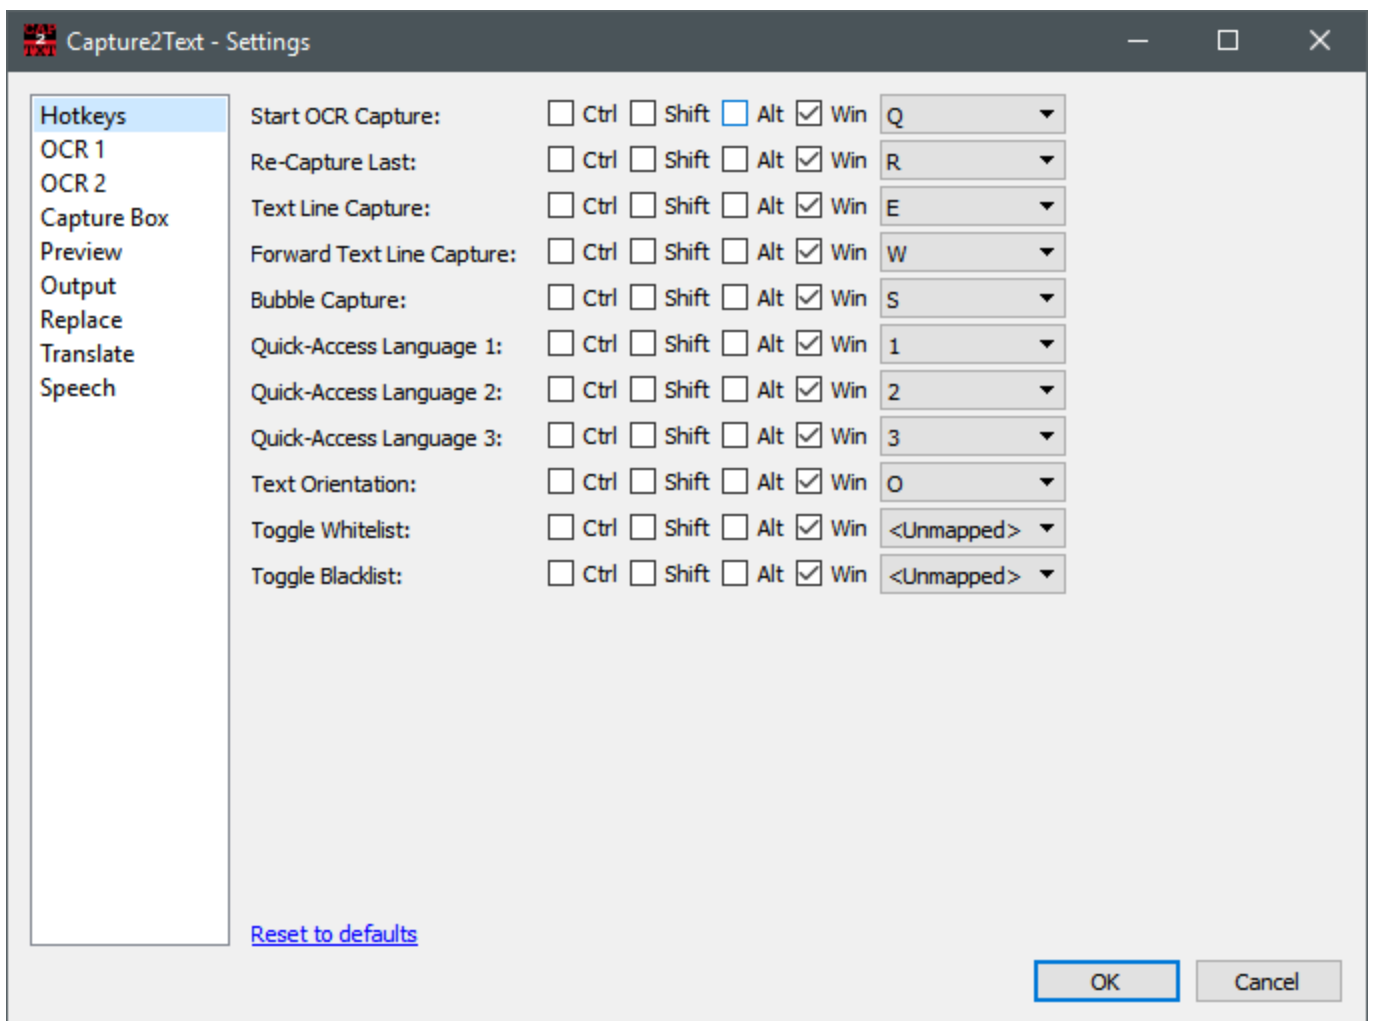 CAP
2
TXT
Capture2Text - Settings
Hotkeys
OCR 1
OCR 2
Capture Box
Preview
Output
Replace
Translate
Speech
Start OCR Capture: Ctrl Shift Alt Win Q
Re-Capture Last: Ctrl Shift Alt Win R
Text Line Capture: Ctrl Shift Alt Win E
Forward Text Line Capture: Ctrl Shift Alt Win W
Bubble Capture: Ctrl Shift Alt Win S
Quick-Access Language 1: Ctrl Shift Alt Win 1
Quick-Access Language 2: Ctrl Shift Alt Win 2
Quick-Access Language 3: Ctrl Shift Alt Win 3
Text Orientation: Ctrl Shift Alt Win O
Toggle Whitelist: Ctrl Shift Alt Win <Unmapped>
Toggle Blacklist: Ctrl Shift Alt Win <Unmapped>
Reset to defaults
OK Cancel